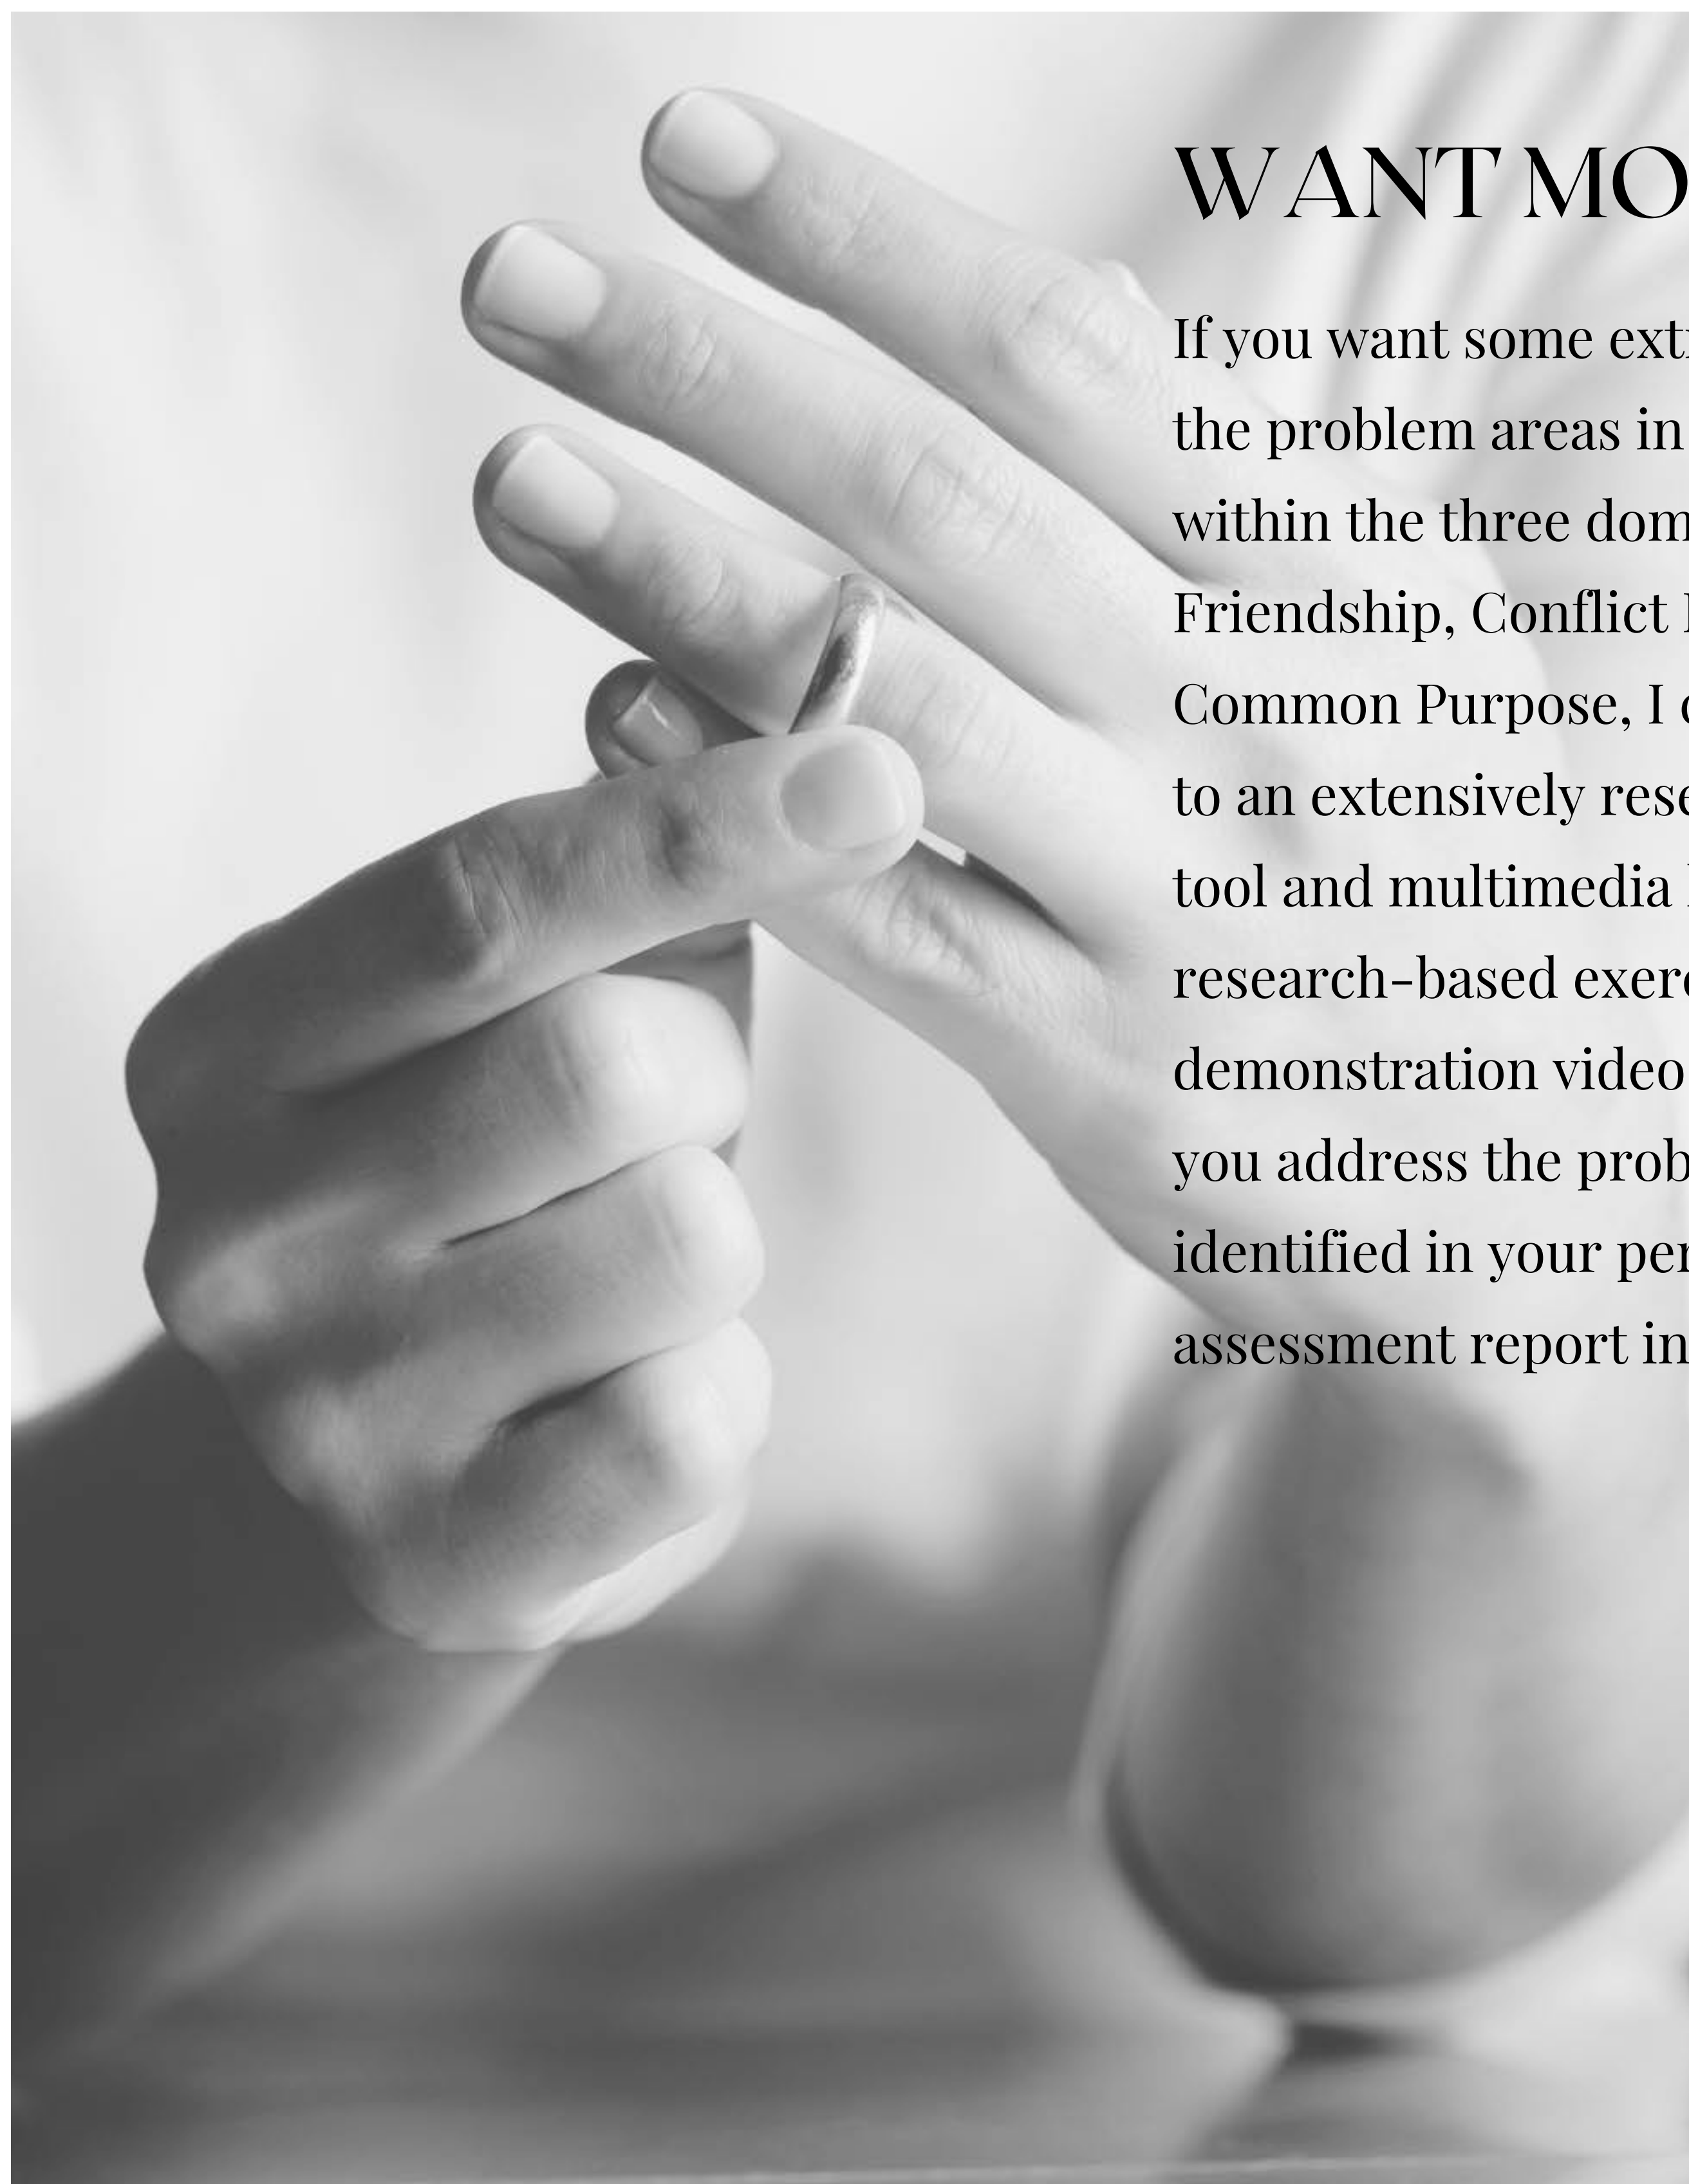 WANT MO
If you want some ext
the problem areas in
within the three dom
Friendship, Conflict
Common Purpose, I
to an extensively rese
tool and multimedia
research-based exer
demonstration video
you address the prob
identified in your per
assessment report in